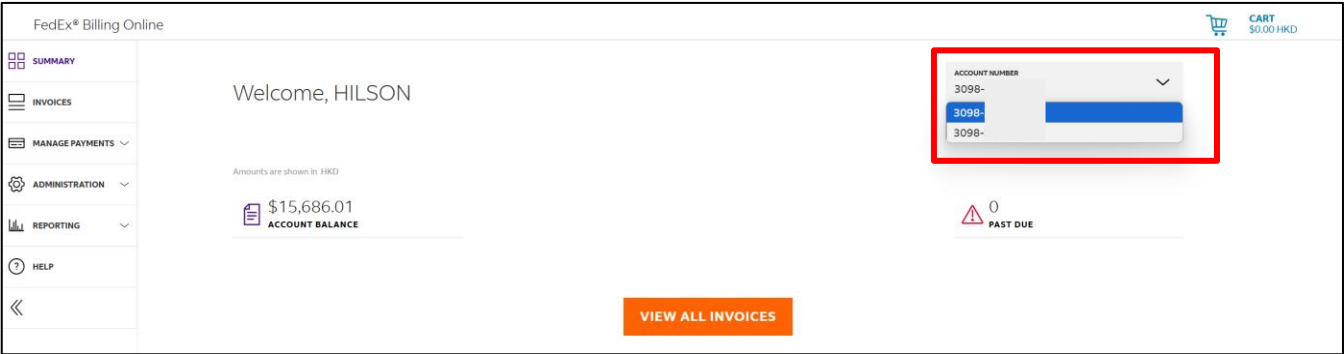 FedEx® Billing Online
CART
$0.00 HKD
SUMMARY
INVOICES
MANAGE PAYMENTS
ADMINISTRATION
REPORTING
HELP
Welcome, HILSON
ACCOUNT NUMBER
3098-
3098-
3098-
Amounts are shown in HKD
$15,686.01
ACCOUNT BALANCE
0
PAST DUE
VIEW ALL INVOICES